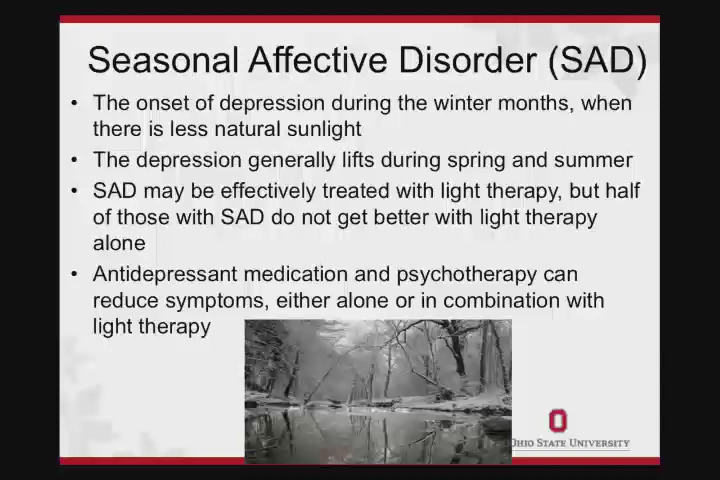 Seasonal Affective Disorder (SAD)
• The onset of depression during the winter months, when
there is less natural sunlight
• The depression generally lifts during spring and summer
• SAD may be effectively treated with light therapy, but half
of those with SAD do not get better with light therapy
alone
• Antidepressant medication and psychotherapy can
reduce symptoms, either alone or in combination with
light therapy
OHIO STATE UNIVERSITY